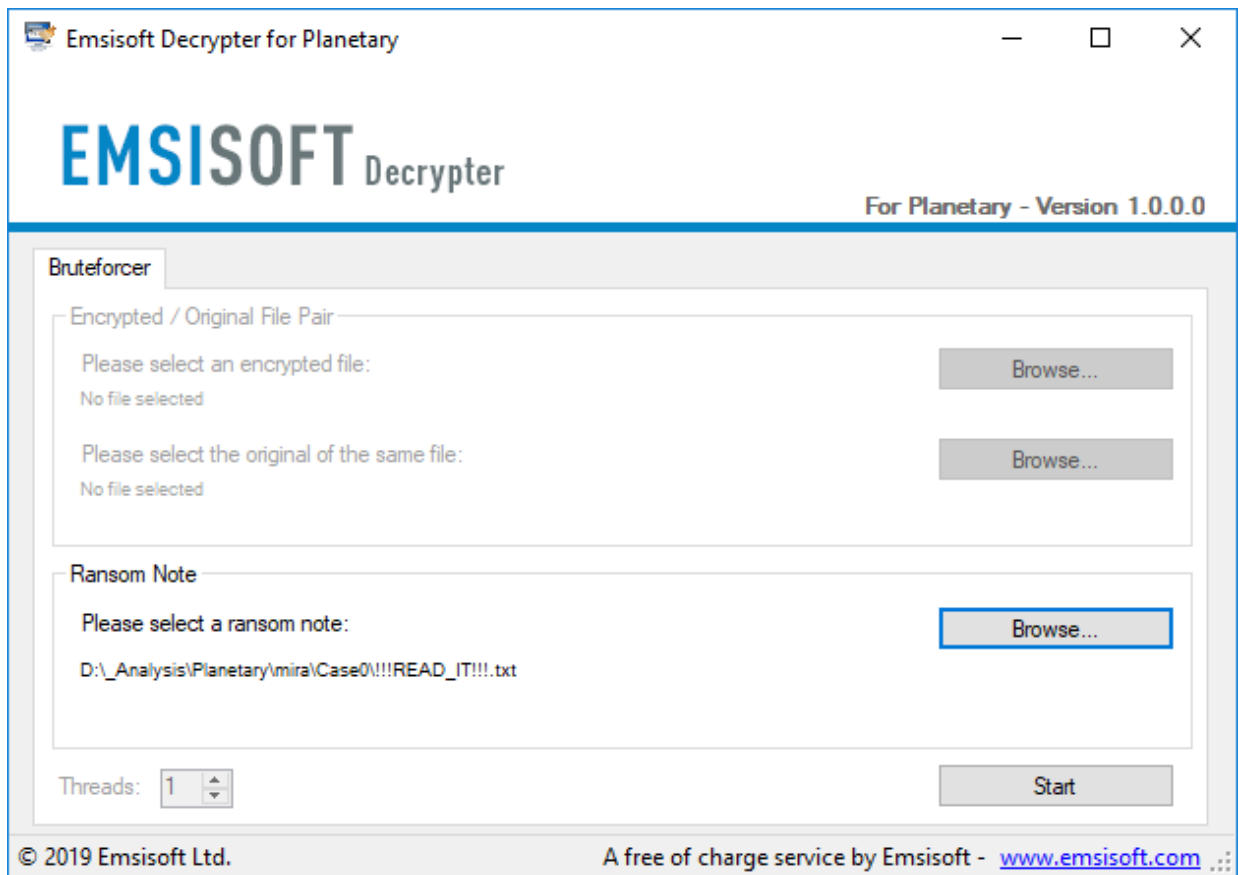 Emsisoft Decrypter for Planetary
EMSISOFT Decrypter
For Planetary - Version 1.0.0.0
Bruteforcer
Encrypted / Original File Pair
Please select an encrypted file:
Browse...
No file selected
Please select the original of the same file:
Browse...
No file selected
Ransom Note
Please select a ransom note:
Browse...
D:\_Analysis\Planetary\mira\Case0\!!!READ_IT!!!.txt
Threads: 1
Start
© 2019 Emsisoft Ltd.
A free of charge service by Emsisoft - www.emsisoft.com